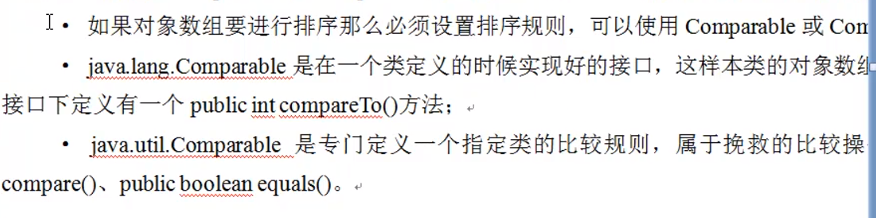 • 如果对象数组要进行排序那么必须设置排序规则，可以使用 Comparable 或 Com
• java.lang.Comparable 是在一个类定义的时候实现好的接口，这样本类的对象数组
接口下定义有一个 public int compareTo()方法；
• java.util.Comparable 是专门定义一个指定类的比较规则，属于挽救的比较操
compare()、public boolean equals()。